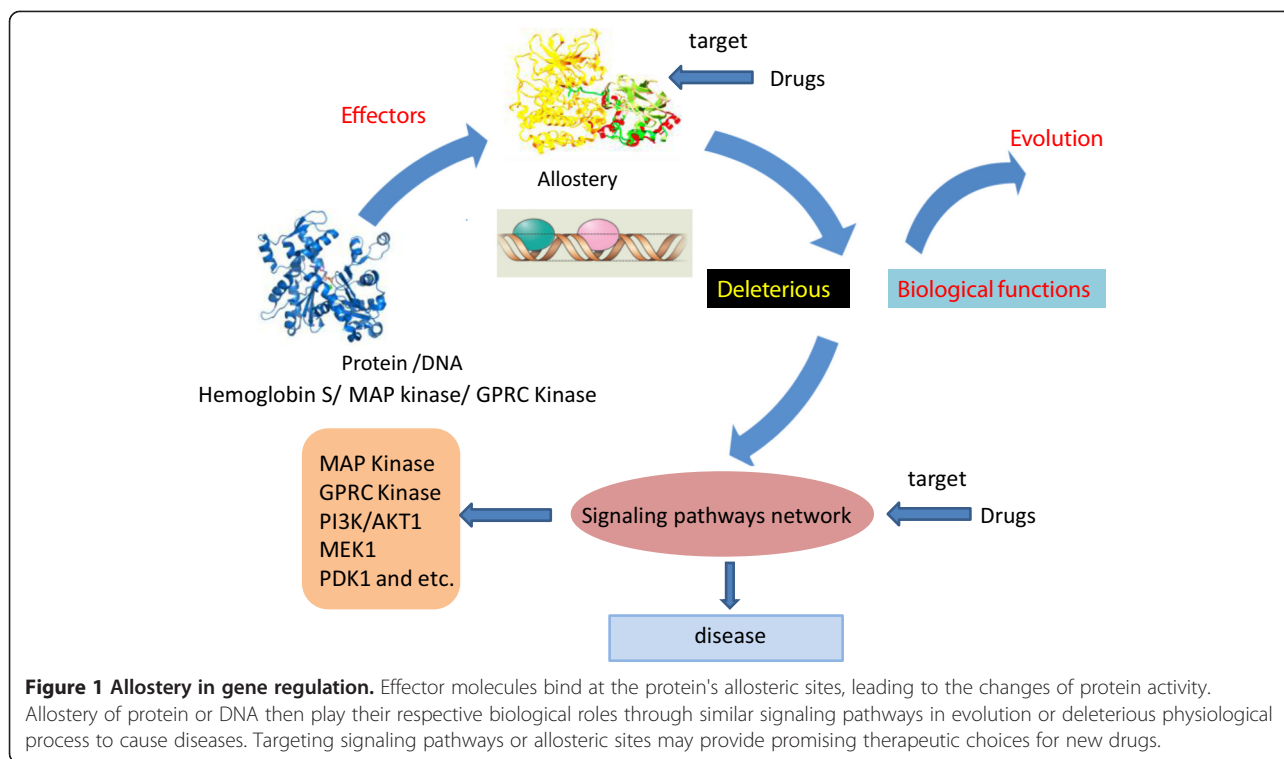 target
Drugs
Effectors
Evolution
Allostery
Deleterious
Biological functions
Protein /DNA
Hemoglobin S/ MAP kinase/ GPRC Kinase
MAP Kinase
GPRC Kinase
PI3K/AKT1
MEK1
PDK1 and etc.
Signaling pathways network
target
Drugs
disease
Figure 1 Allostery in gene regulation. Effector molecules bind at the protein's allosteric sites, leading to the changes of protein activity.
Allostery of protein or DNA then play their respective biological roles through similar signaling pathways in evolution or deleterious physiological
process to cause diseases. Targeting signaling pathways or allosteric sites may provide promising therapeutic choices for new drugs.